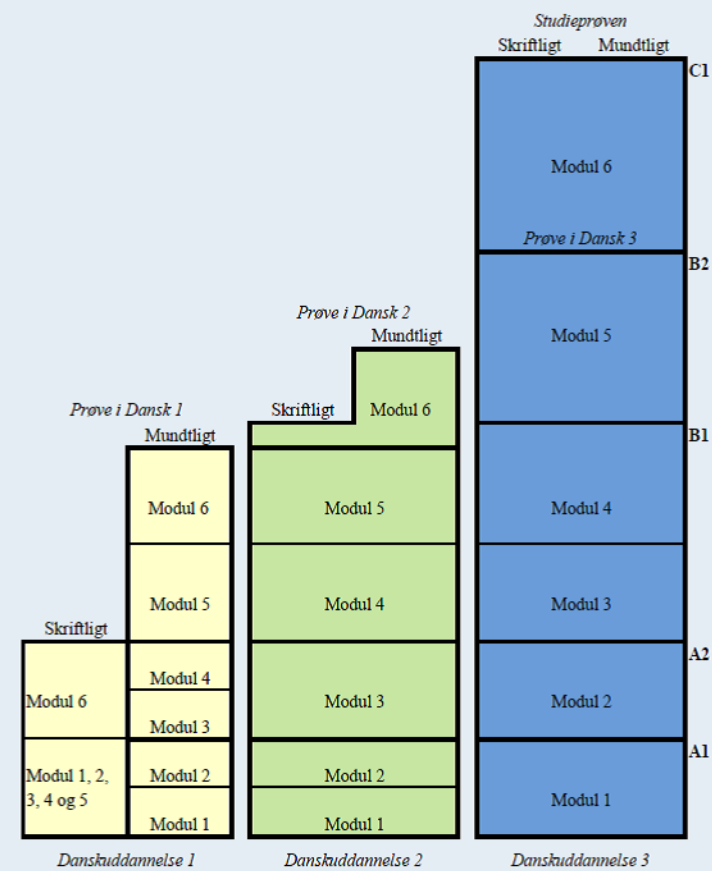 Studieprøven
Skriftligt Mundtligt
C1
Modul 6
Prøve i Dansk 3
B2
Modul 5
Prøve i Dansk 2
Mundtligt
Skriftligt Modul 6
B1
Prøve i Dansk 1
Mundtligt
Modul 6 Modul 5 Modul 4
Modul 5 Modul 4 Modul 3
Skriftligt
A2
Modul 4
Modul 6
Modul 3 Modul 2
Modul 3
A1
Modul 1, 2,
3, 4 og 5
Modul 2 Modul 2
Modul 1
Modul 1 Modul 1
Danskuddannelse 1 Danskuddannelse 2 Danskuddannelse 3